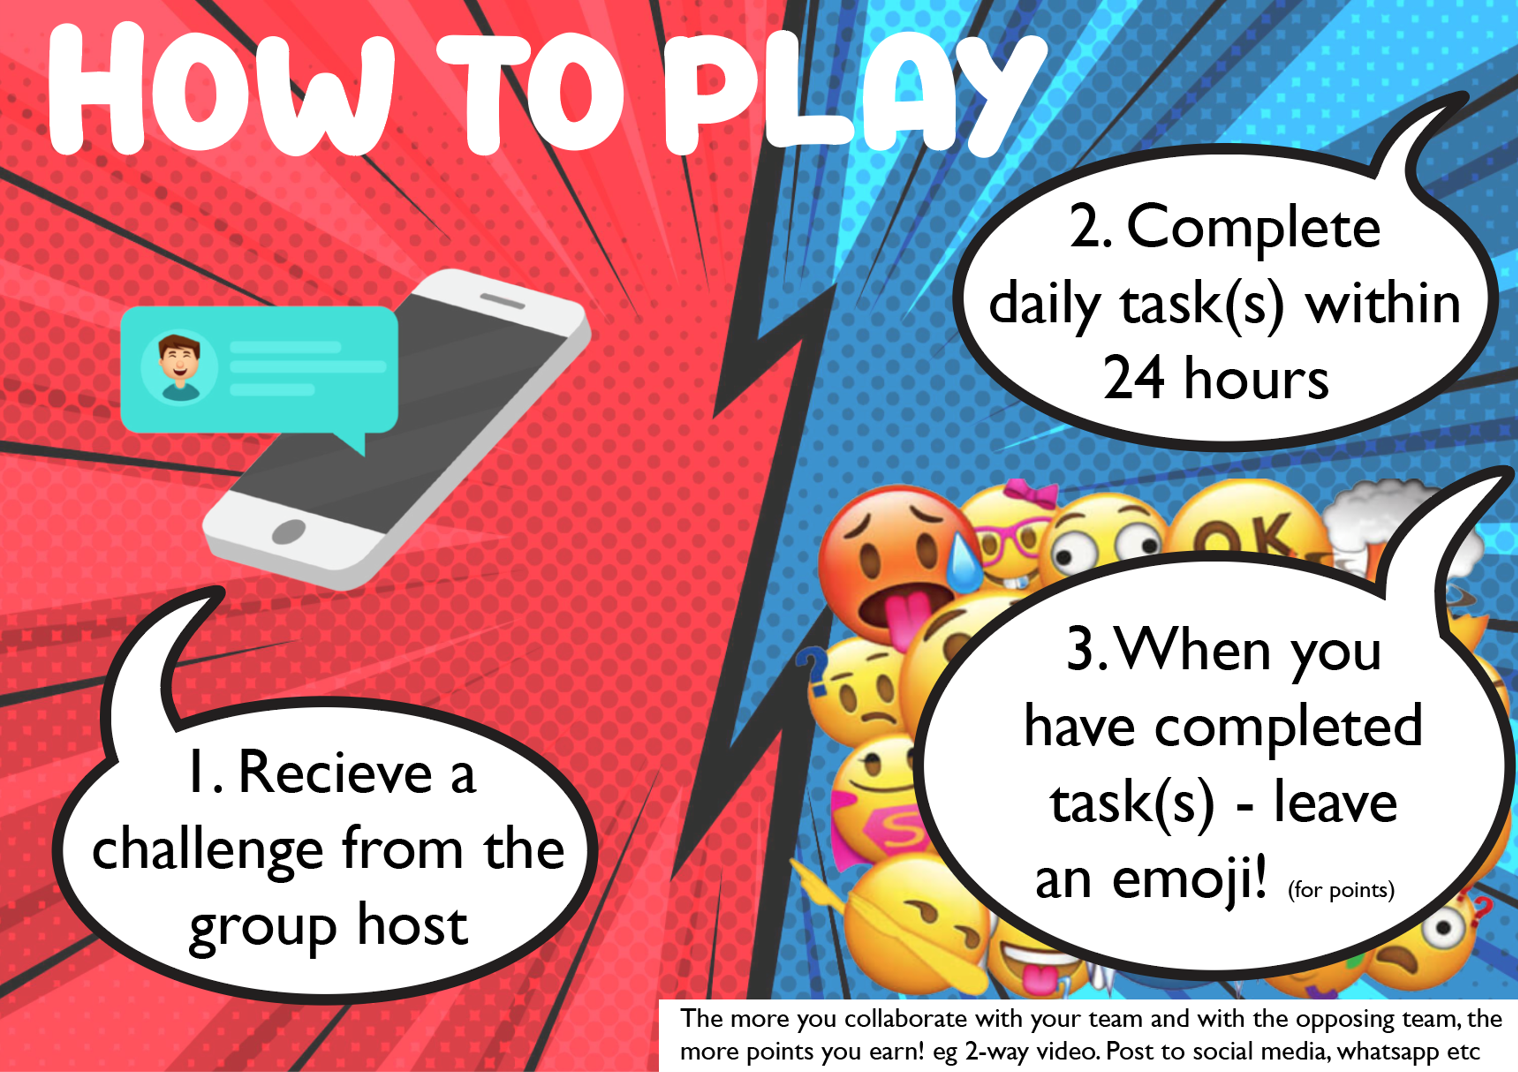 HOW TO PLAY
1. Recieve a
challenge from the
group host
2. Complete
daily task(s) within
24 hours
OK
3. When you
have completed
task(s) - leave
an emoji! (for points)
?
S
? ?
The more you collaborate with your team and with the opposing team, the
more points you earn! eg 2-way video. Post to social media, whatsapp etc